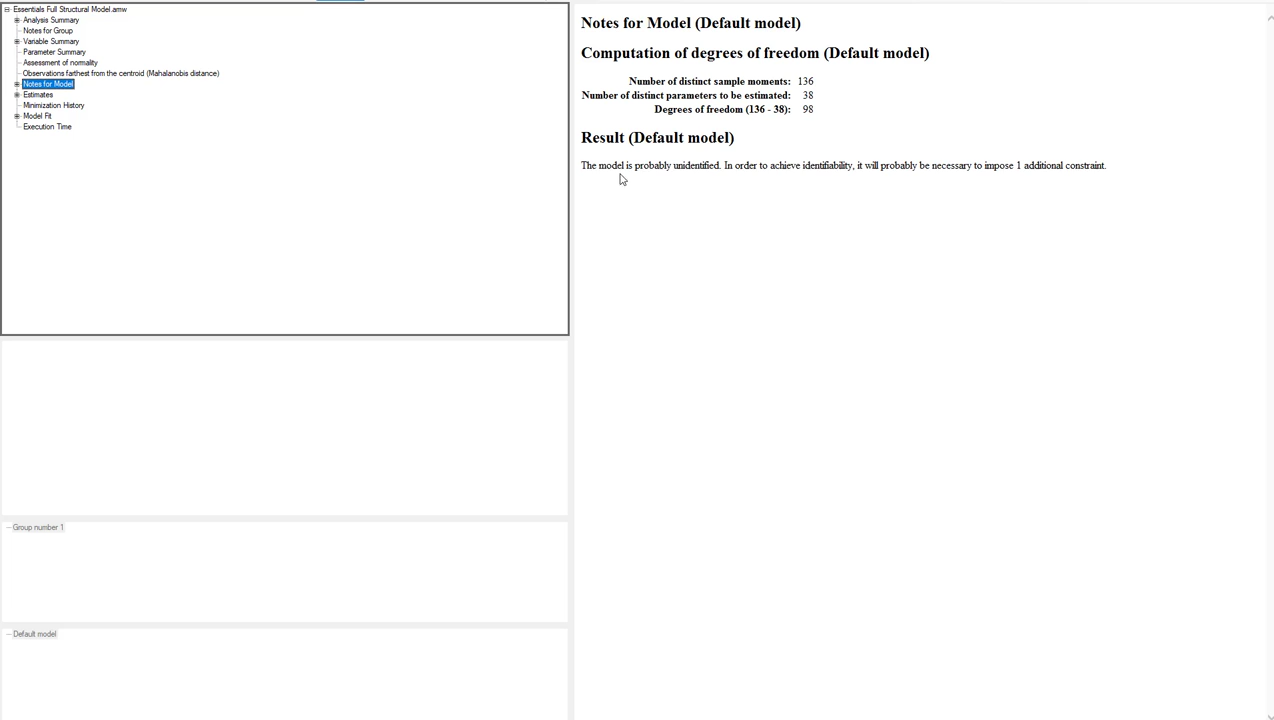 Essentials Full Structural Model.amw
Analysis Summary
Notes for Group
Variable Summary
Parameter Summary
Assessment of normality
Observations farthest from the centroid (Mahalanobis distance)
Notes for Model
Estimates
Minimization History
Model Fit
Execution Time
Group number 1
Default model
Notes for Model (Default model)
Computation of degrees of freedom (Default model)
Number of distinct sample moments: 136
Number of distinct parameters to be estimated: 38
Degrees of freedom (136 - 38): 98
Result (Default model)
The model is probably unidentified. In order to achieve identifiability, it will probably be necessary to impose 1 additional constraint.